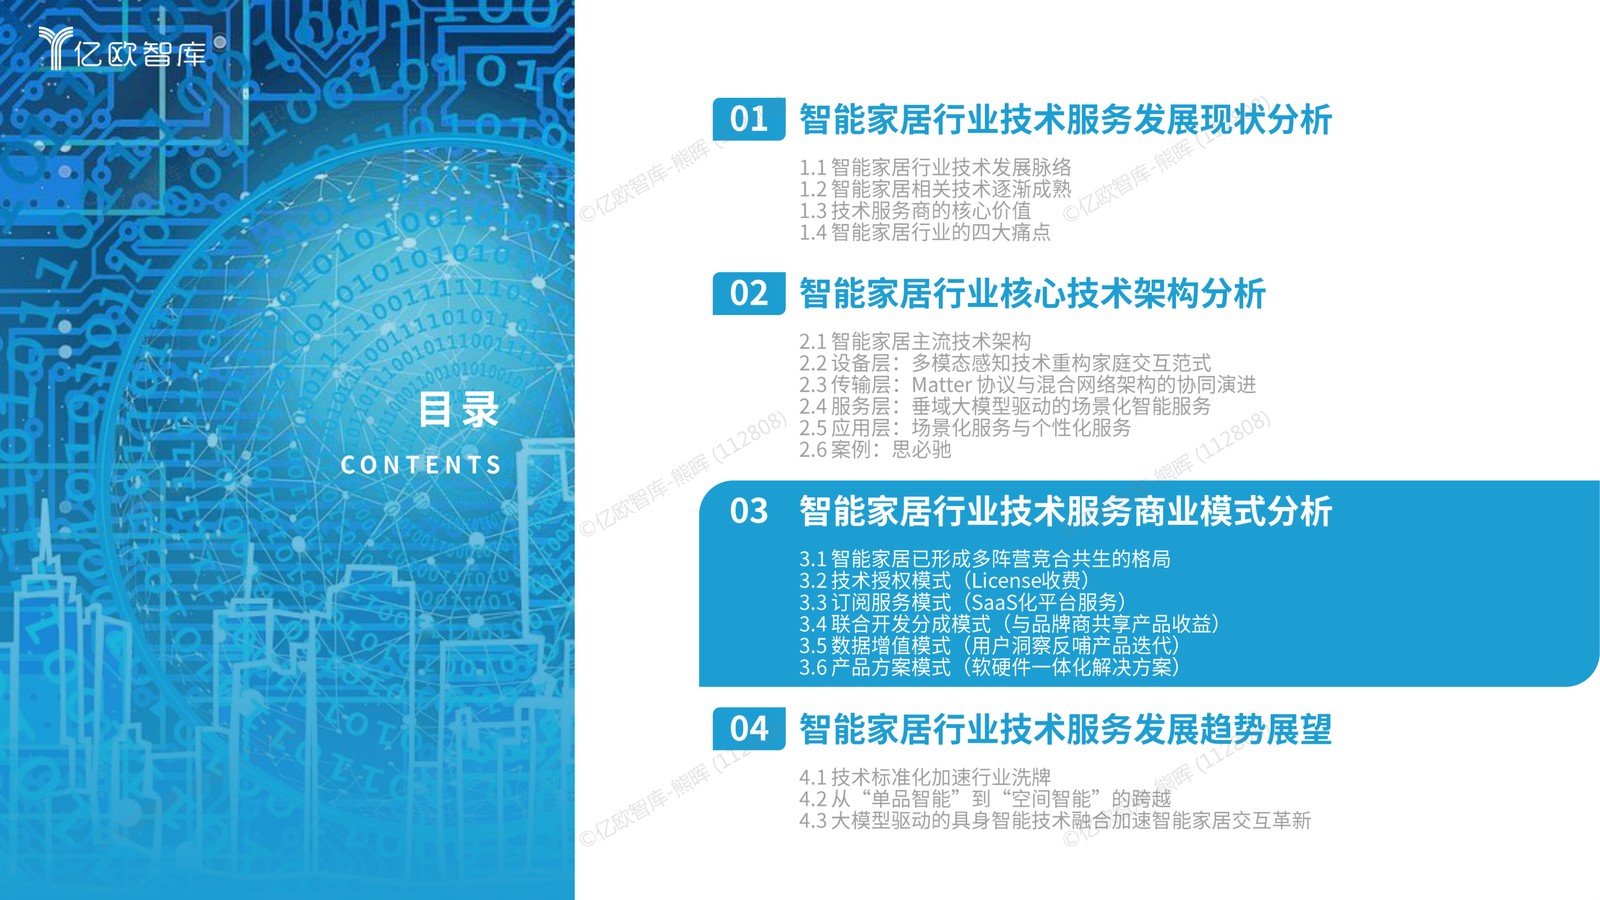 亿欧智库
目录
CONTENTS
01 智能家居行业技术服务发展现状分析
1.1 智能家居行业技术发展脉络
1.2 智能家居相关技术逐渐成熟
1.3 技术服务商的核心价值
1.4 智能家居行业的四大痛点
02 智能家居行业核心技术架构分析
2.1 智能家居主流技术架构
2.2 设备层：多模态感知技术重构家庭交互范式
2.3 传输层：Matter 协议与混合网络架构的协同演进
2.4 服务层：垂域大模型驱动的场景化智能服务
2.5 应用层：场景化服务与个性化服务
2.6 案例：思必驰
03 智能家居行业技术服务商业模式分析
3.1 智能家居已形成多阵营竞合共生的格局
3.2 技术授权模式（License收费）
3.3 订阅服务模式（SaaS化平台服务）
3.4 联合开发分成模式（与品牌商共享产品收益）
3.5 数据增值模式（用户洞察反哺产品迭代）
3.6 产品方案模式（软硬件一体化解决方案）
04 智能家居行业技术服务发展趋势展望
4.1 技术标准化加速行业洗牌
4.2 从“单品智能”到“空间智能”的跨越
4.3 大模型驱动的具身智能技术融合加速智能家居交互革新
©亿欧智库-熊晖 (112808)
©亿欧智库-熊晖 (112808)
©亿欧智库-熊晖 (112808)